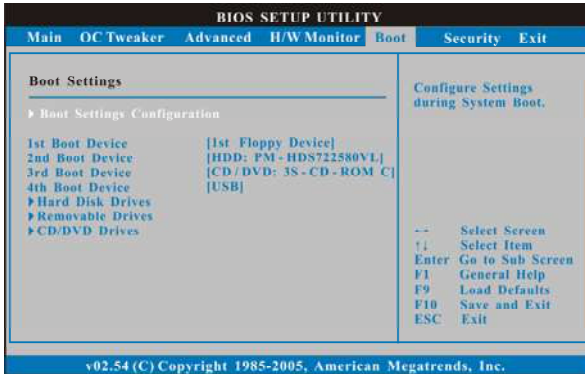 BIOS SETUP UTILITY
Main OC Tweaker Advanced H/W Monitor Boot Security Exit
Boot Settings
Boot Settings Configuration
1st Boot Device [1st Floppy Device]
2nd Boot Device [HDD: PM-HDS722580VL]
3rd Boot Device [CD/DVD: 3S-CD-ROM C]
4th Boot Device [USB]
Hard Disk Drives
Removable Drives
CD/DVD Drives
Configure Settings
during System Boot.
Select Screen
↑↓ Select Item
Enter Go to Sub Screen
F1 General Help
F9 Load Defaults
F10 Save and Exit
ESC Exit
v02.54 (C) Copyright 1985-2005, American Megatrends, Inc.